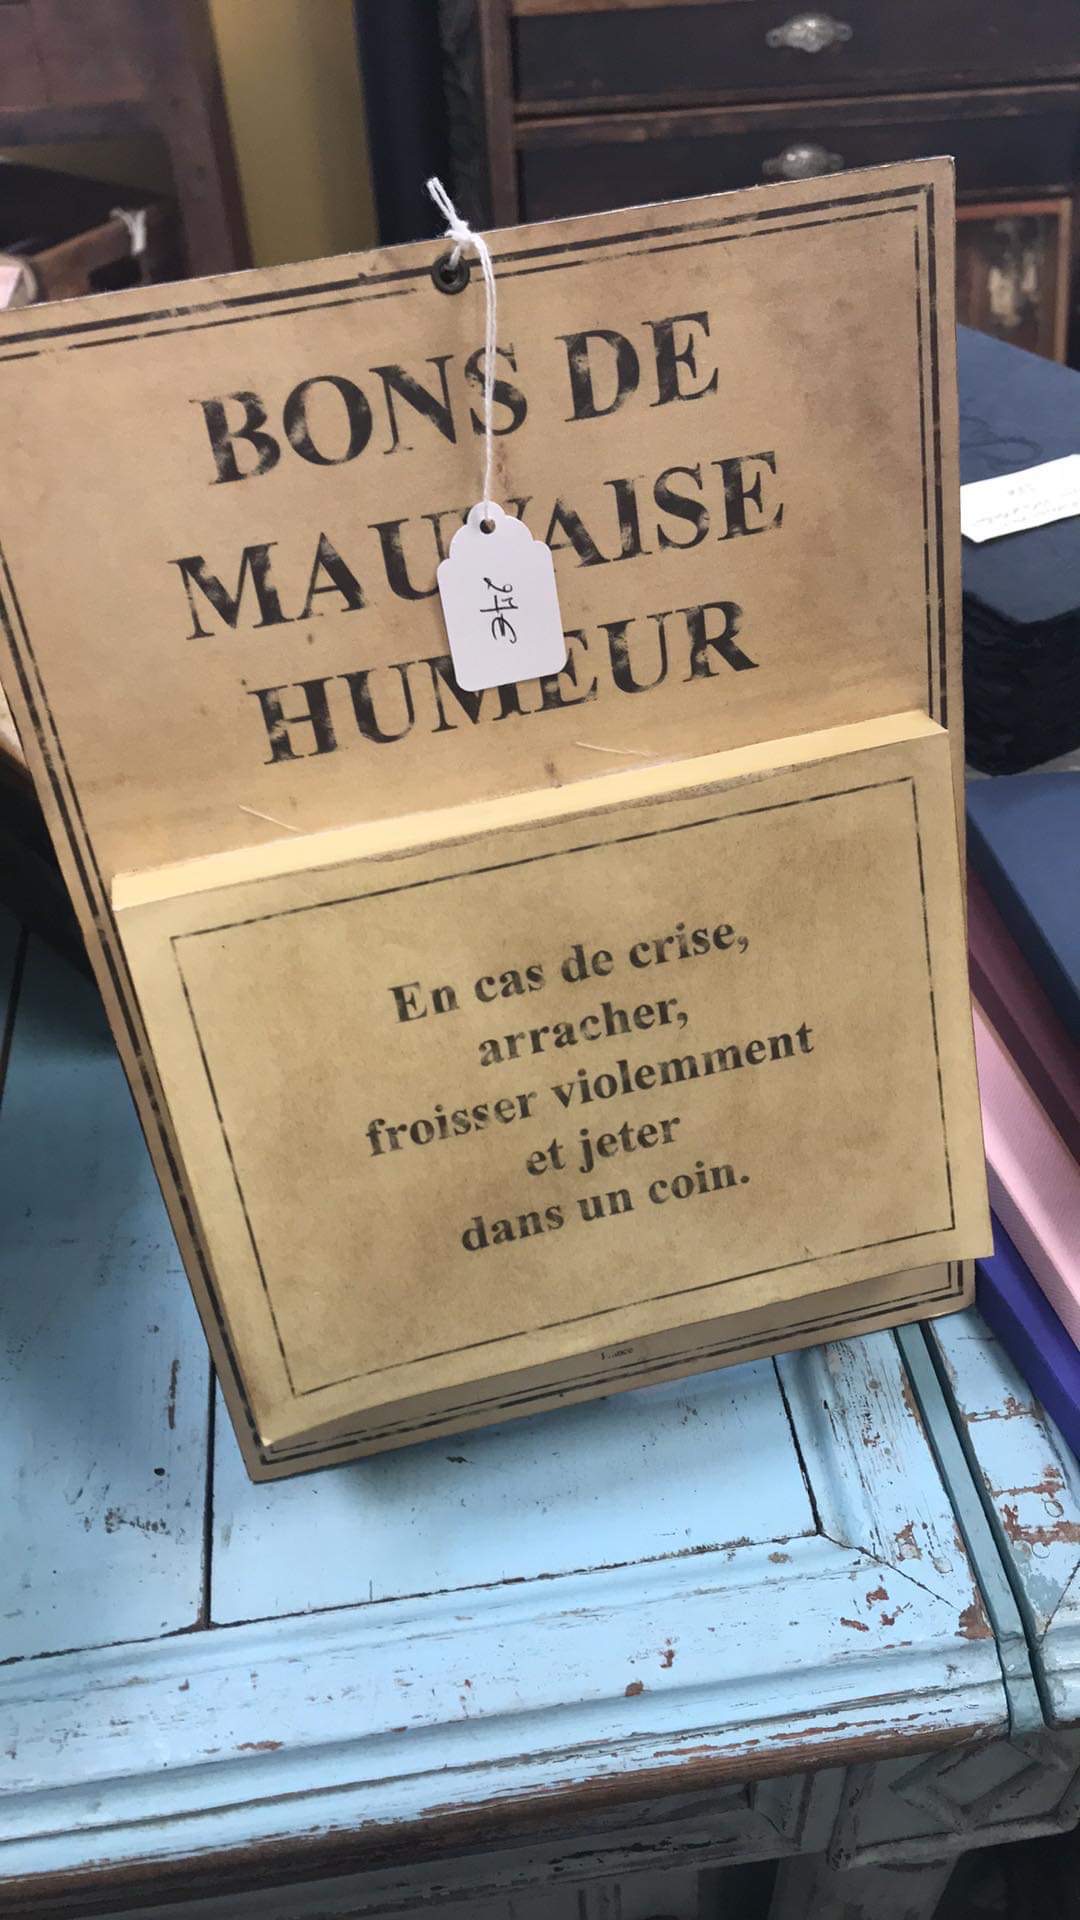 BONS DE
MAUVAISE
HUMEUR
27€
En cas de crise,
arracher,
froisser violemment
et jeter
dans un coin.